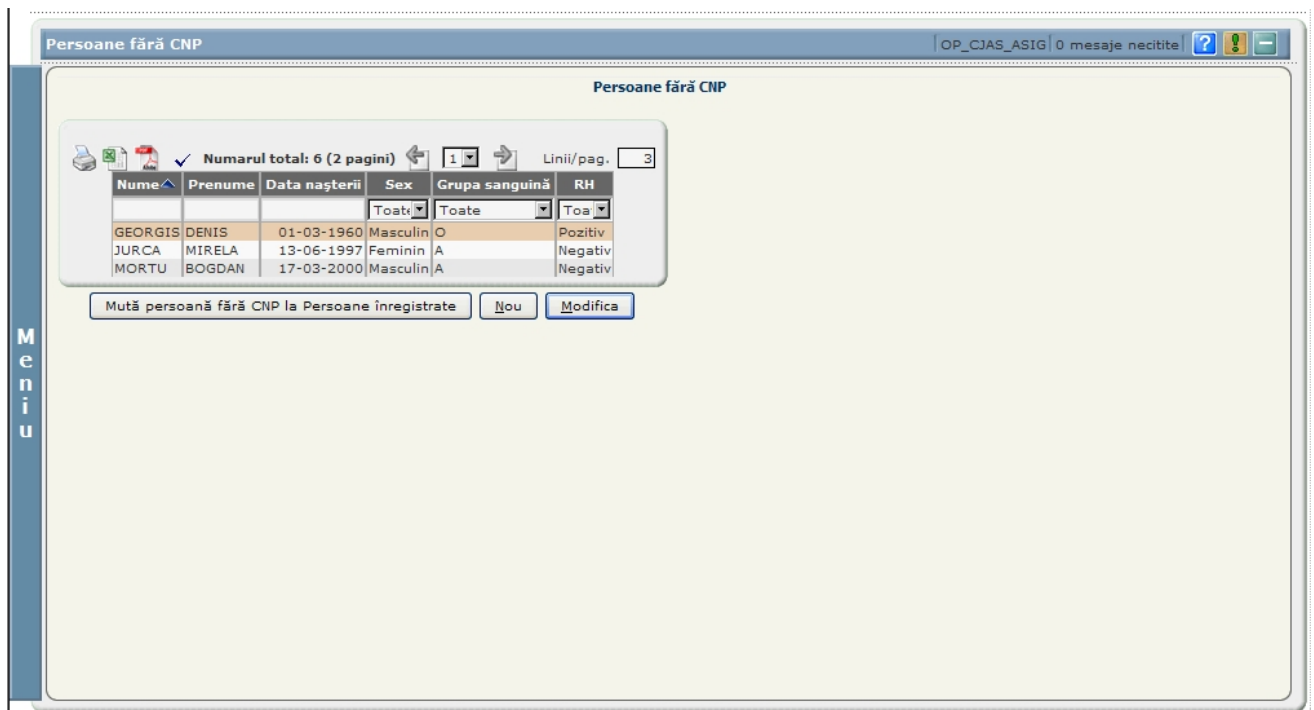 Persoane fără CNP OP_CJAS_ASIG 0 mesaje necitite ?
Persoane fără CNP
Numarul total: 6 (2 pagini) 1 Linii/pag. 3
Nume Prenume Data naşterii Sex Grupa sanguină RH
Toate Toate Toa
GEORGIS DENIS 01-03-1960 Masculin O Pozitiv
JURCA MIRELA 13-06-1997 Feminin A Negativ
MORTU BOGDAN 17-03-2000 Masculin A Negativ
Mută persoană fără CNP la Persoane înregistrate Nou Modifica
Meniu